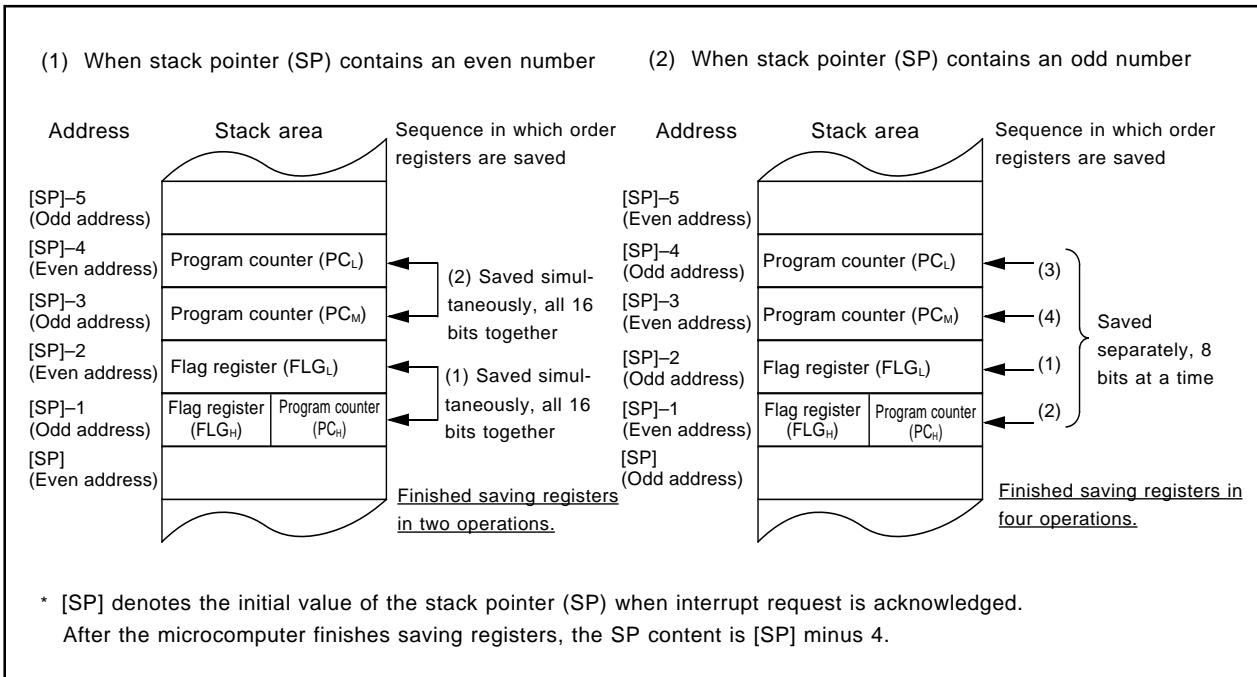 (1) When stack pointer (SP) contains an even number
Address
Stack area
Sequence in which order
registers are saved
[SP]–5
(Odd address)
[SP]–4
(Even address)
Program counter (PCL)
[SP]–3
(Odd address)
Program counter (PCM)
(2) Saved simul-
taneously, all 16
bits together
[SP]–2
(Even address)
Flag register (FLGL)
[SP]–1
(Odd address)
Flag register
(FLGH)
Program counter
(PCH)
(1) Saved simul-
taneously, all 16
bits together
[SP]
(Even address)
Finished saving registers
in two operations.
(2) When stack pointer (SP) contains an odd number
Address
Stack area
Sequence in which order
registers are saved
[SP]–5
(Even address)
[SP]–4
(Odd address)
Program counter (PCL)
(3)
[SP]–3
(Even address)
Program counter (PCM)
(4)
[SP]–2
(Odd address)
Flag register (FLGL)
(1)
[SP]–1
(Even address)
Flag register
(FLGH)
Program counter
(PCH)
(2)
Saved
separately, 8
bits at a time
[SP]
(Odd address)
Finished saving registers in
four operations.
* [SP] denotes the initial value of the stack pointer (SP) when interrupt request is acknowledged.
After the microcomputer finishes saving registers, the SP content is [SP] minus 4.